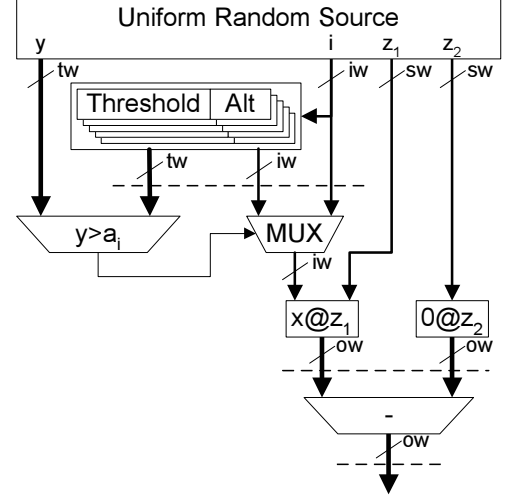 Uniform Random Source
y i z₁ z₂
tw iw sw sw
Threshold Alt
tw iw
y>aᵢ MUX
iw
x@z₁ 0@z₂
ow ow
-
ow